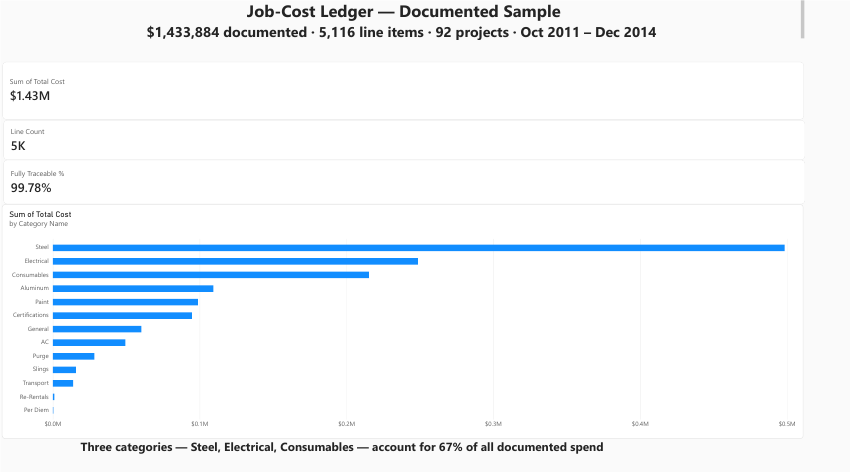 Job-Cost Ledger — Documented Sample
$1,433,884 documented · 5,116 line items · 92 projects · Oct 2011 – Dec 2014
Sum of Total Cost
$1.43M
Line Count
5K
Fully Traceable %
99.78%
Sum of Total Cost
by Category Name
Steel
Electrical
Consumables
Aluminum
Paint
Certifications
General
AC
Purge
Slings
Transport
Re-Rentals
Per Diem
$0.0M $0.1M $0.2M $0.3M $0.4M $0.5M
Three categories — Steel, Electrical, Consumables — account for 67% of all documented spend